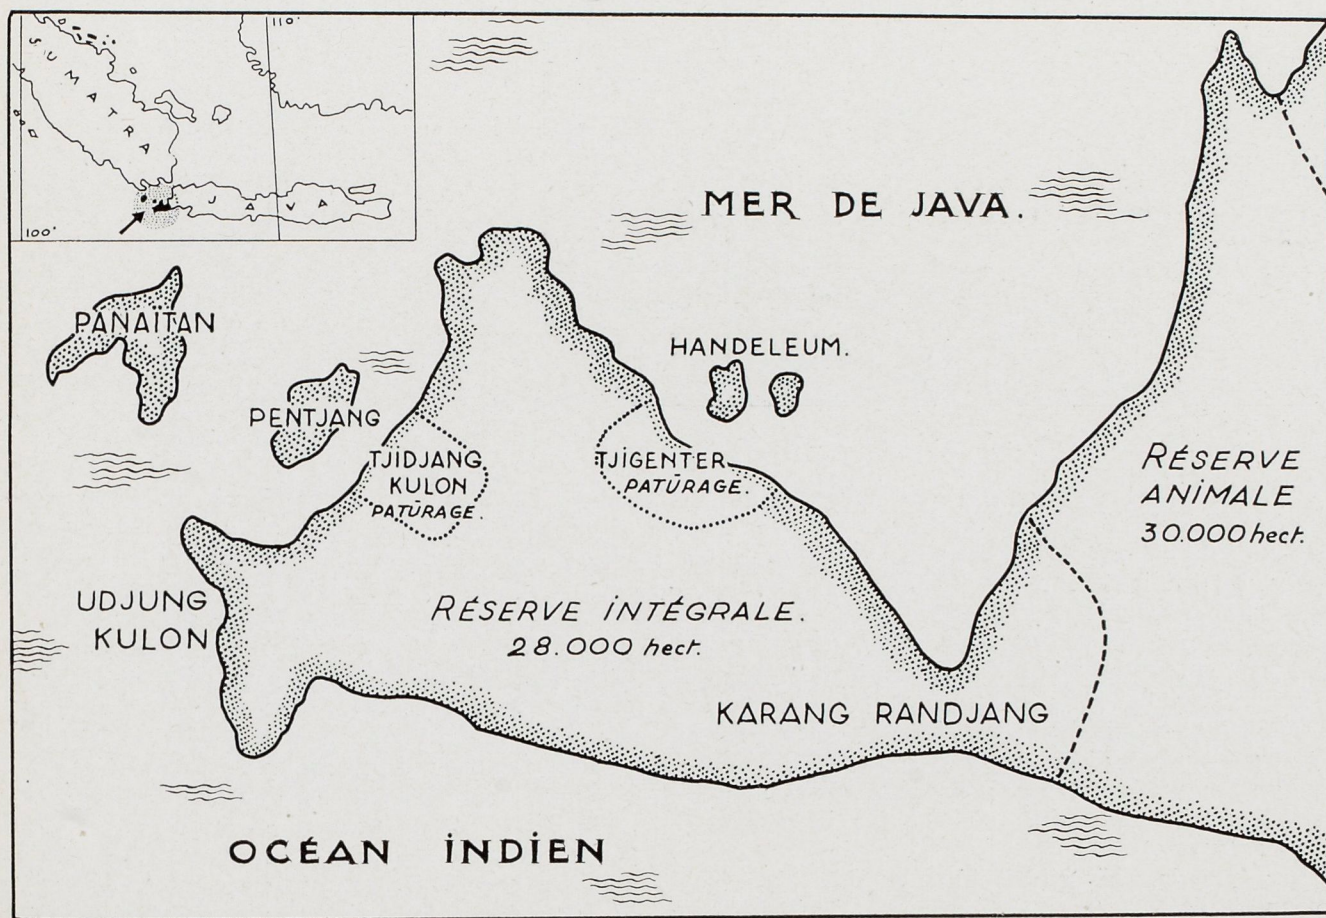 110°
SUMATRA
JAVA
100°
MER DE JAVA.
PANAÏTAN
HANDELEUM.
PENTJANG
TJIDJANG
KULON
PATŪRAGE.
TJIGENTER
PATŪRAGE.
RÉSERVE
ANIMALE
30.000 hect.
UDJUNG
KULON
RÉSERVE INTÉGRALE.
28.000 hect.
KARANG RANDJANG
OCÉAN INDIEN